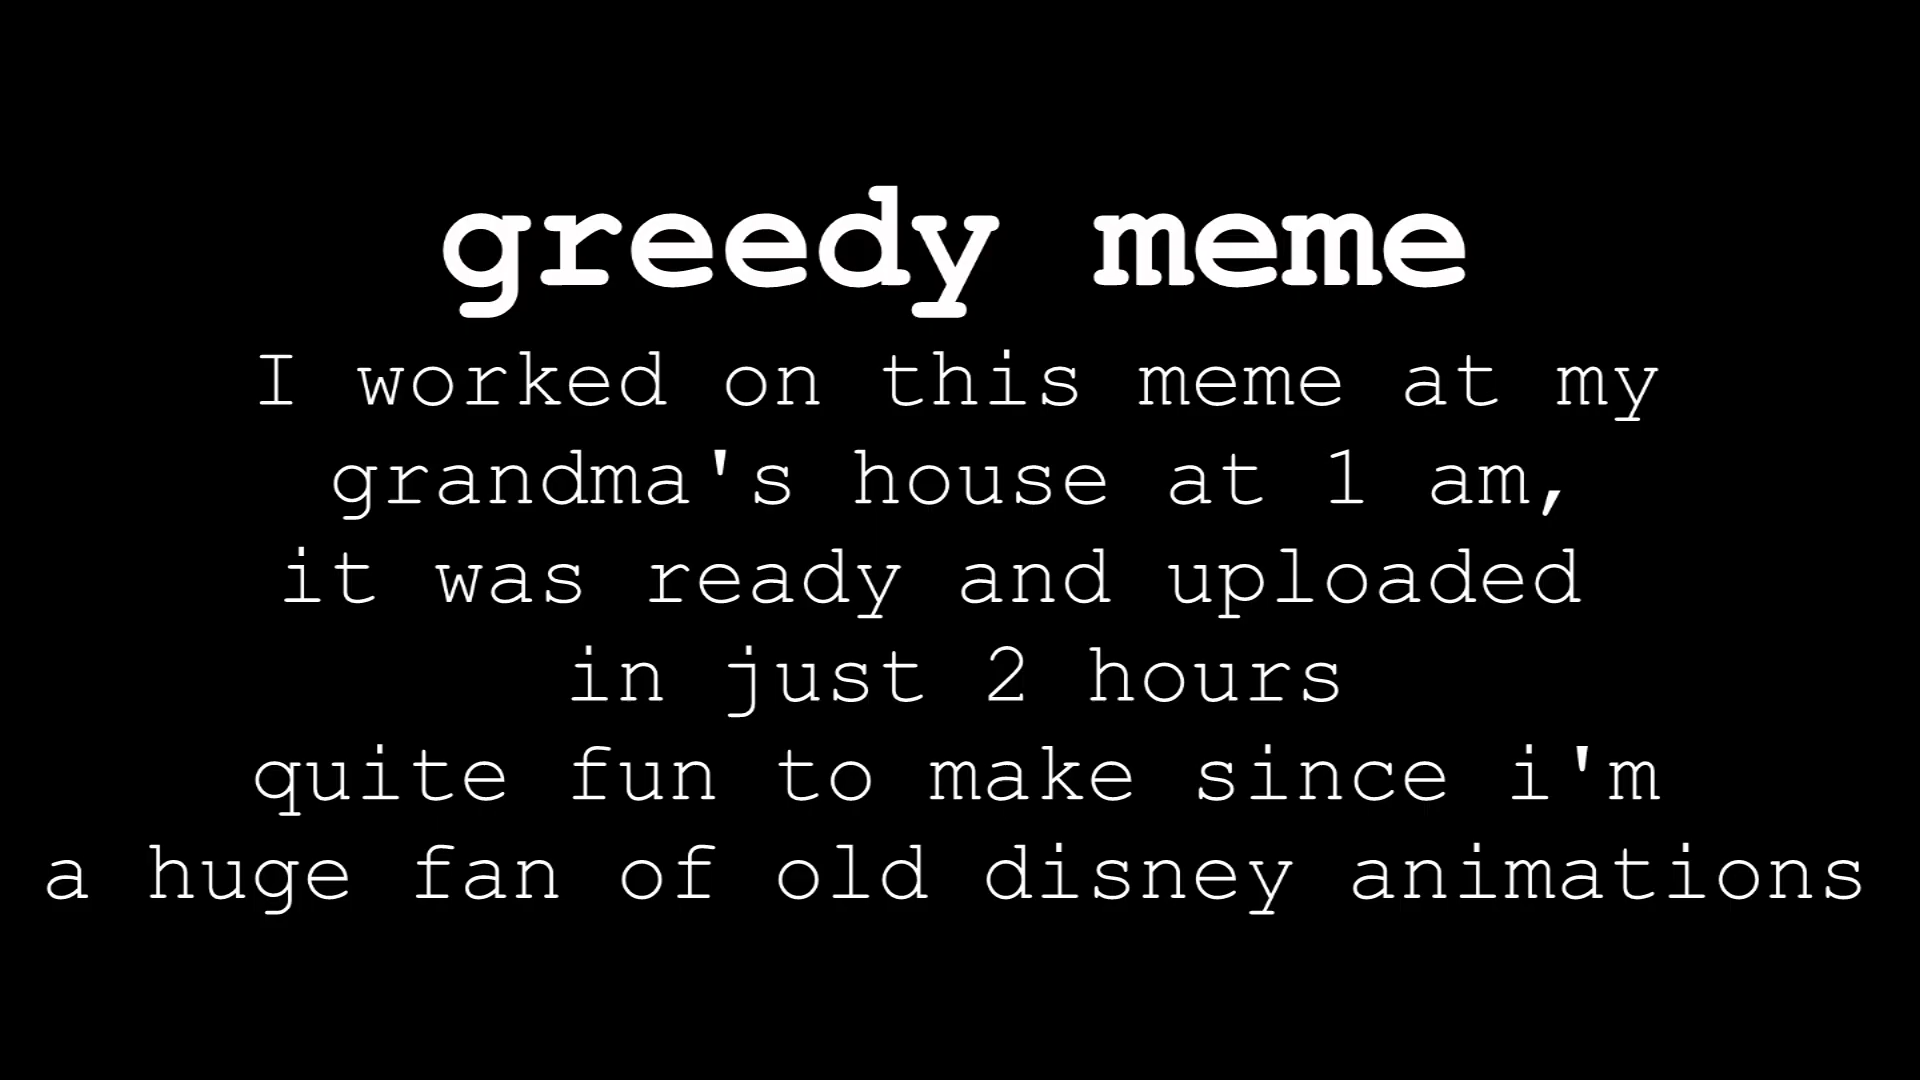 greedy meme
I worked on this meme at my
grandma's house at 1 am,
it was ready and uploaded
in just 2 hours
quite fun to make since i'm
a huge fan of old disney animations